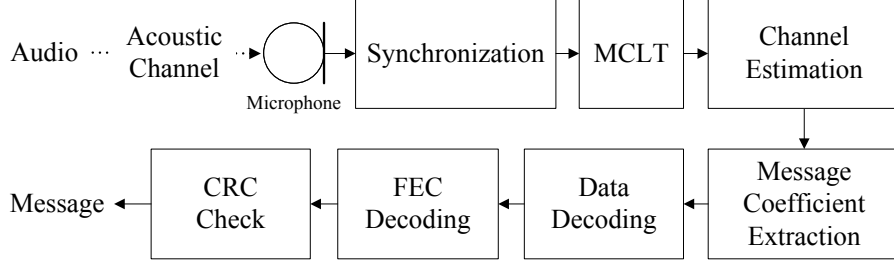 Audio ··· Acoustic Channel ···
Microphone
Synchronization
MCLT
Channel
Estimation
Message
Coefficient
Extraction
Data
Decoding
FEC
Decoding
CRC
Check
Message